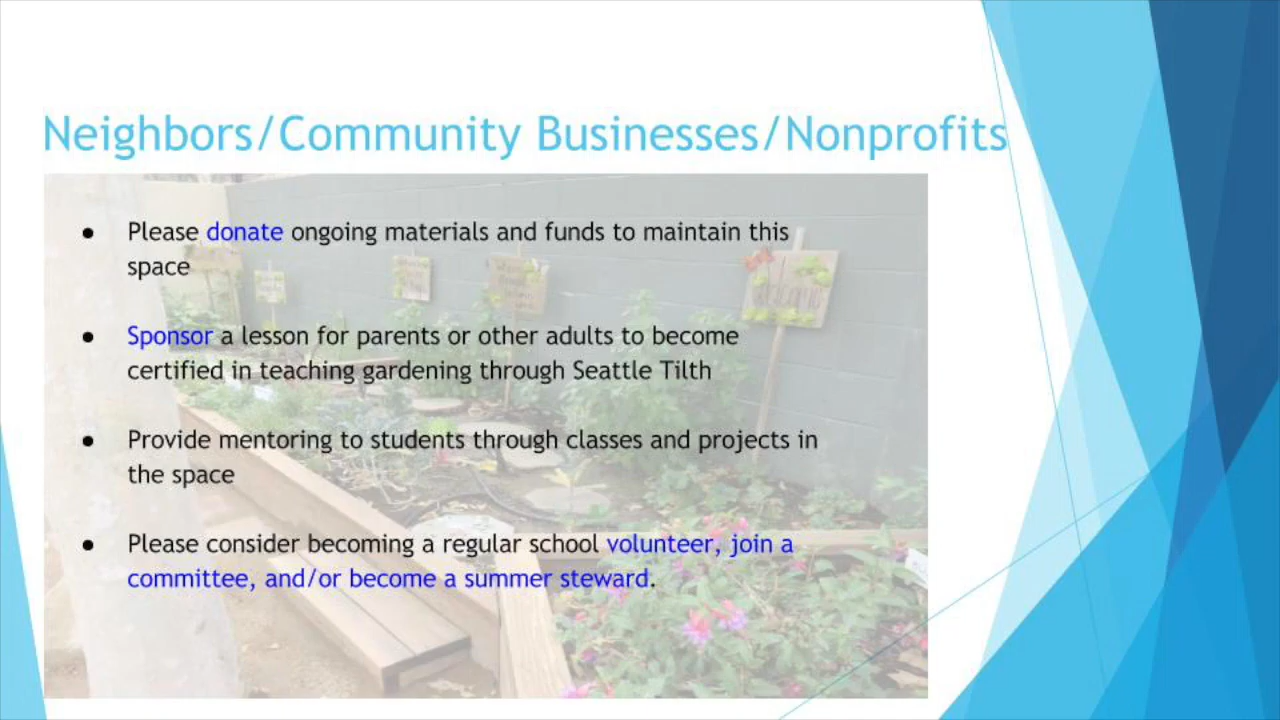 Neighbors/Community Businesses/Nonprofits
● Please donate ongoing materials and funds to maintain this
space
● Sponsor a lesson for parents or other adults to become
certified in teaching gardening through Seattle Tilth
● Provide mentoring to students through classes and projects in
the space
● Please consider becoming a regular school volunteer, join a
committee, and/or become a summer steward.